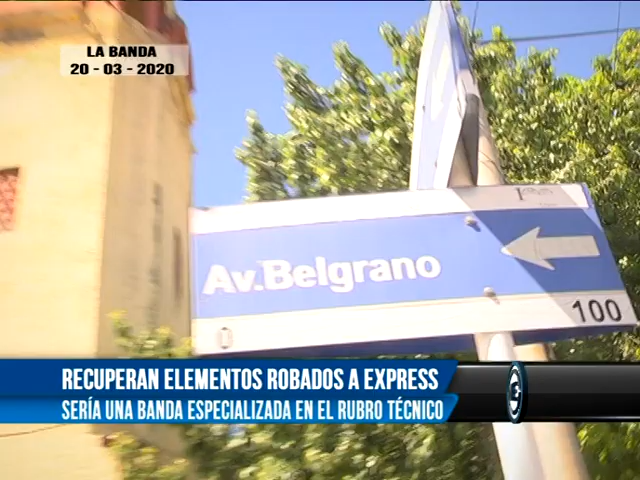 LA BANDA
20 - 03 - 2020
Av.Belgrano
0
100
RECUPERAN ELEMENTOS ROBADOS A EXPRESS
SERÍA UNA BANDA ESPECIALIZADA EN EL RUBRO TÉCNICO